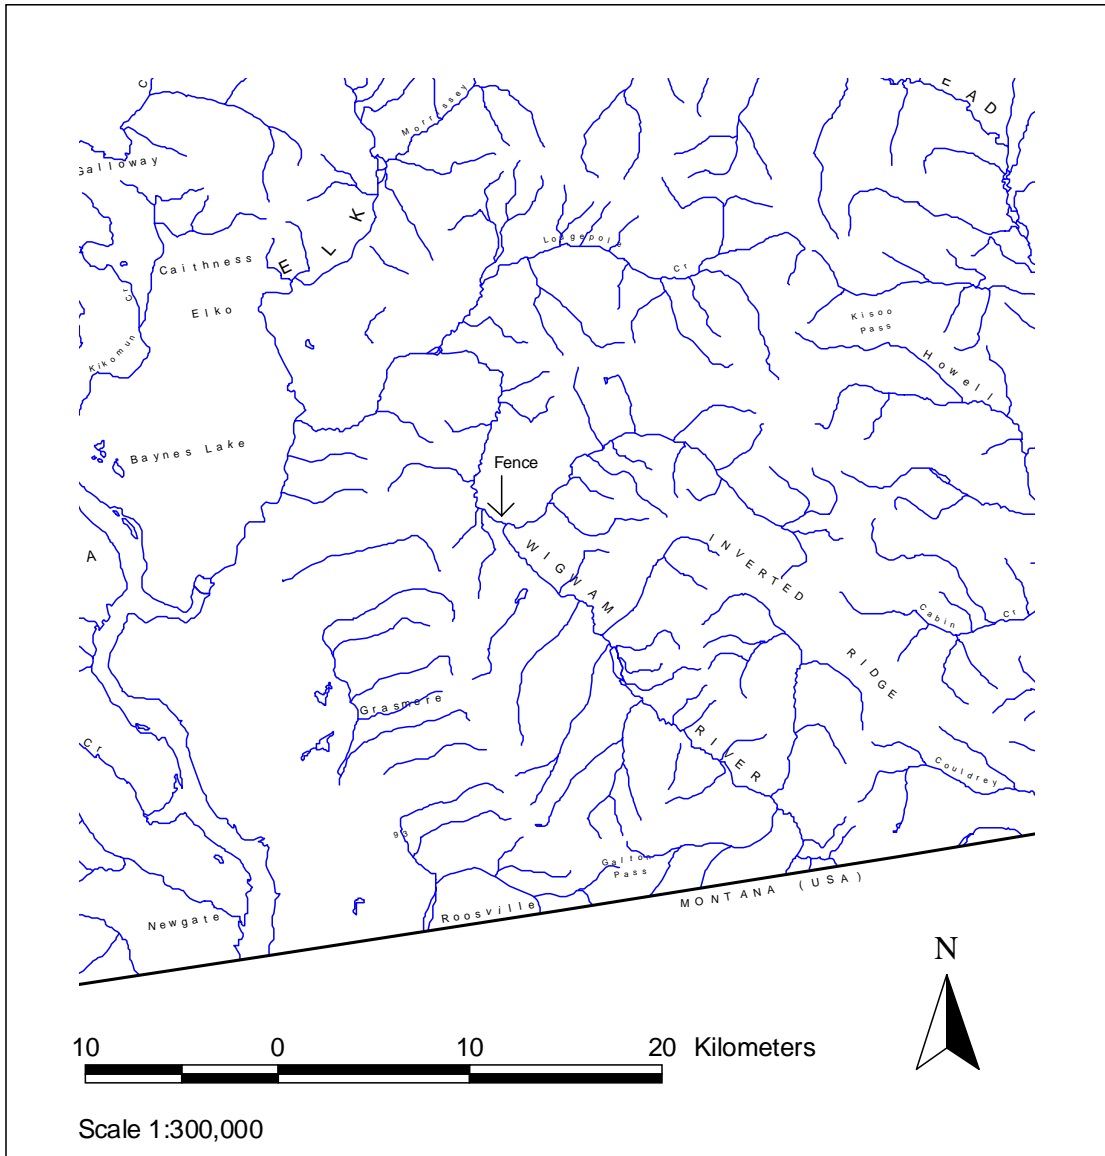 C
E A D
Morrissey
Galloway
E L K
Lodgepole
Cr
Caithness
Elko
Cr
Kikomun
Kisoo
Pass
Howell
Baynes Lake
Fence
A
WIGWAM
INVERTED
Cabin
Cr
RIDGE
Grasmere
RIVER
Cr
Couldrey
93
Galton
Pass
MONTANA (USA)
Roosville
Newgate
N
10 0 10 20 Kilometers
Scale 1:300,000